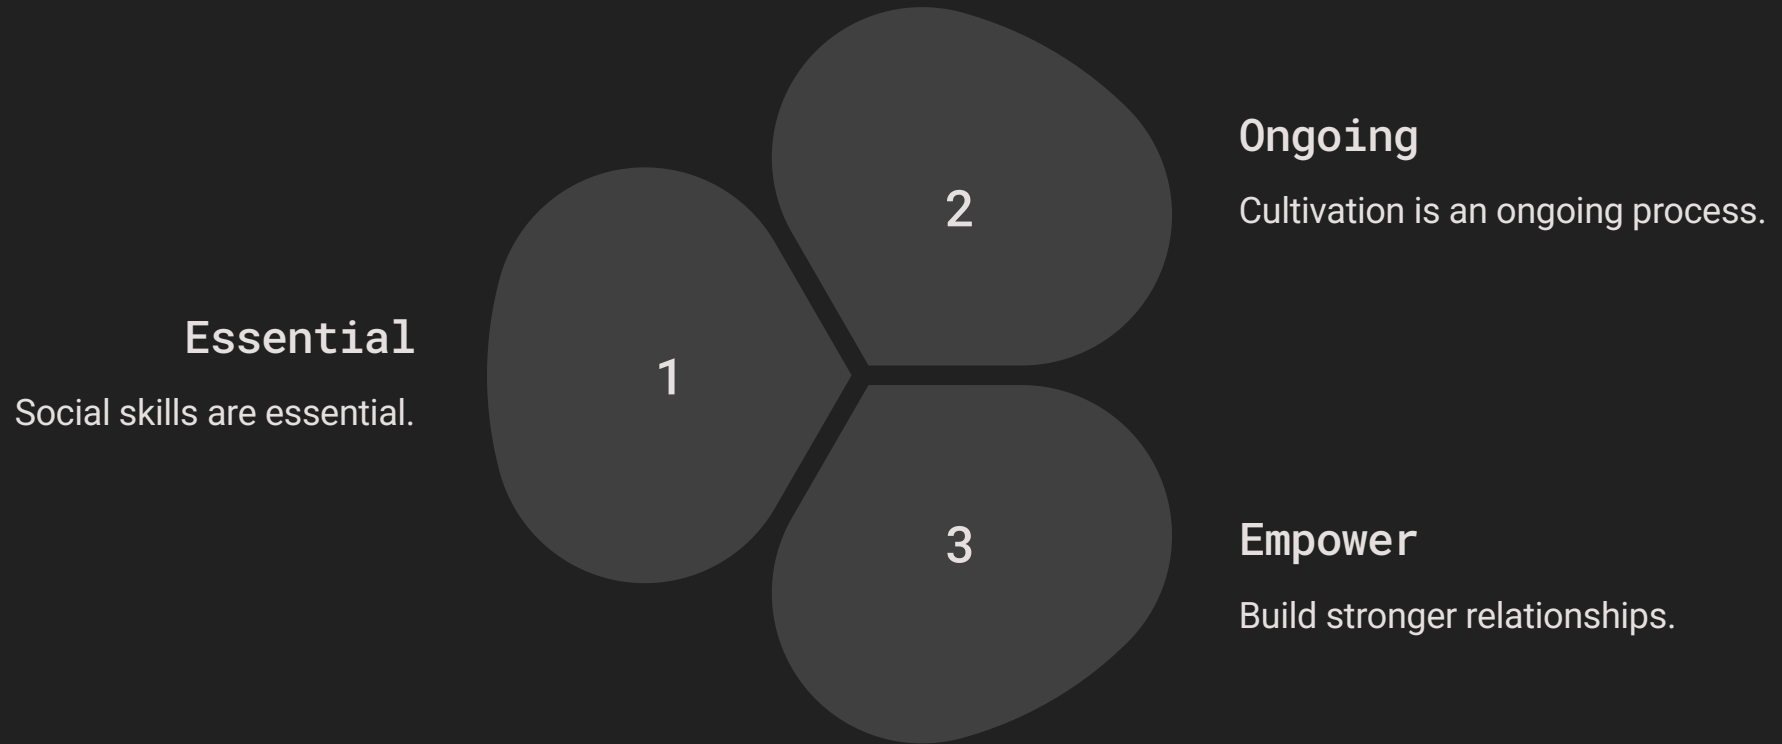 Essential
Social skills are essential.
1
2
Ongoing
Cultivation is an ongoing process.
3
Empower
Build stronger relationships.